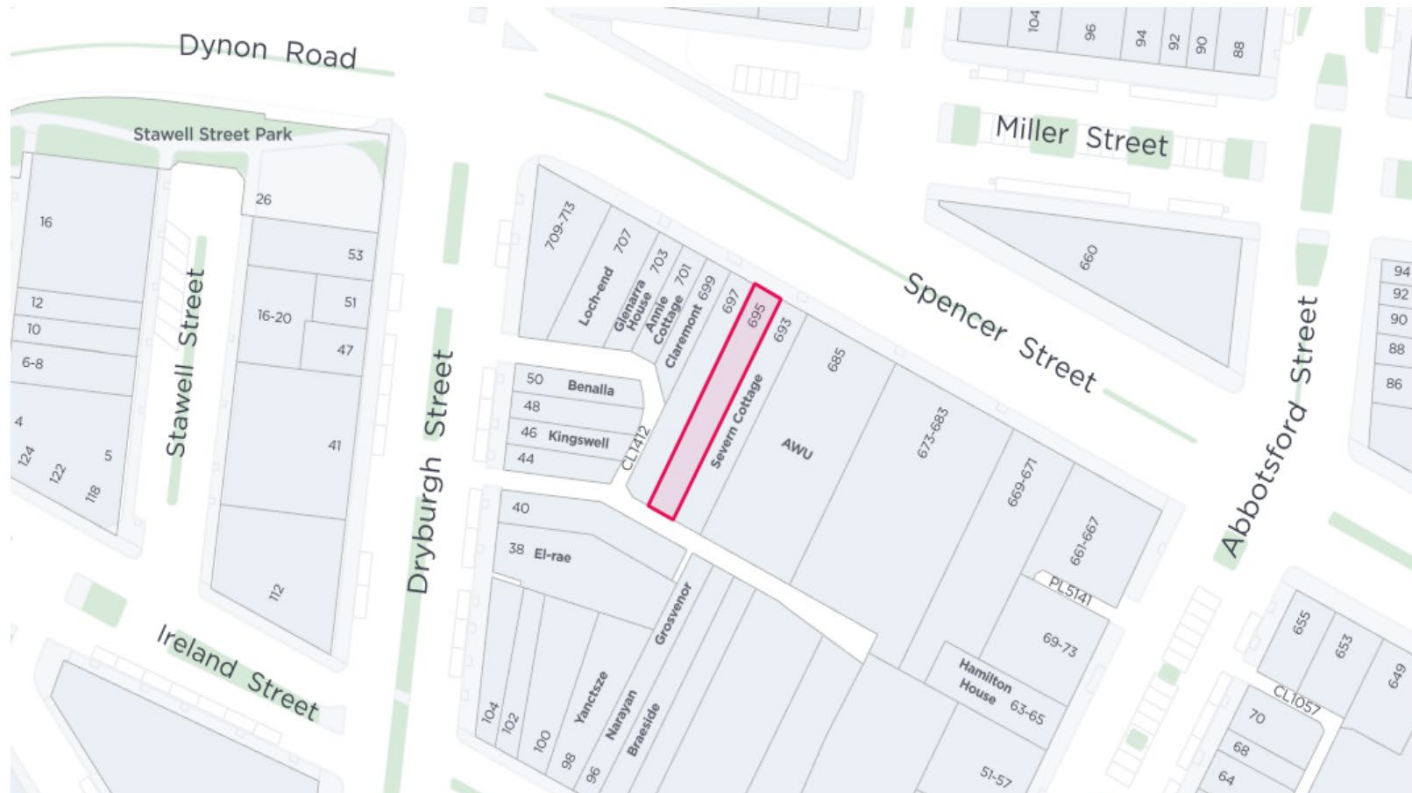 Dynon Road
Stawell Street Park
104
96
94
92
90
88
Miller Street
26
16
53
12
10
6-8
16-20
51
47
4
124
122
118
5
41
112
Stawell Street
Dryburgh Street
Ireland Street
709-713
Loch-end 707
Glenarra
House
703
Annie
Cottage
701
Claremont 699
697
695
693
Severn Cottage
685
AWU
673-683
669-671
661-667
PL5141
69-73
Hamilton
House
63-65
51-57
Spencer Street
660
Abbotsford Street
94
92
90
88
86
50 Benalla
48
46 Kingswell
44
CL1412
40
38 El-rae
104
102
100
98
Yanctsze
96
Narayan
Braeside
Grosvenor
655
653
649
CL1057
70
68
64